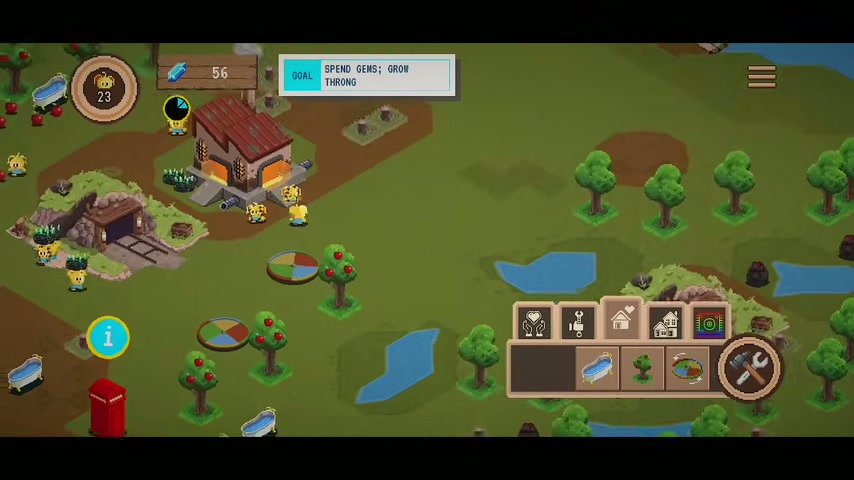 23
56
GOAL
SPEND GEMS; GROW
THRONG
i